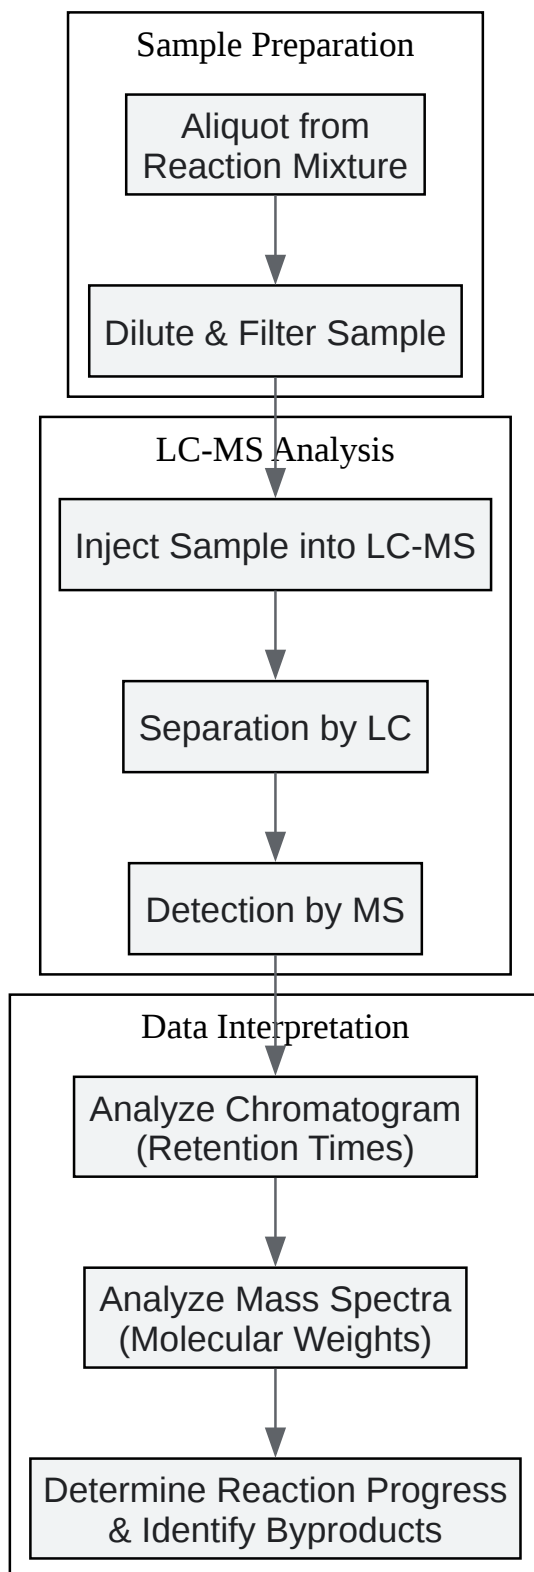 Sample Preparation
Aliquot from
Reaction Mixture
Dilute & Filter Sample
LC-MS Analysis
Inject Sample into LC-MS
Separation by LC
Detection by MS
Data Interpretation
Analyze Chromatogram
(Retention Times)
Analyze Mass Spectra
(Molecular Weights)
Determine Reaction Progress
& Identify Byproducts